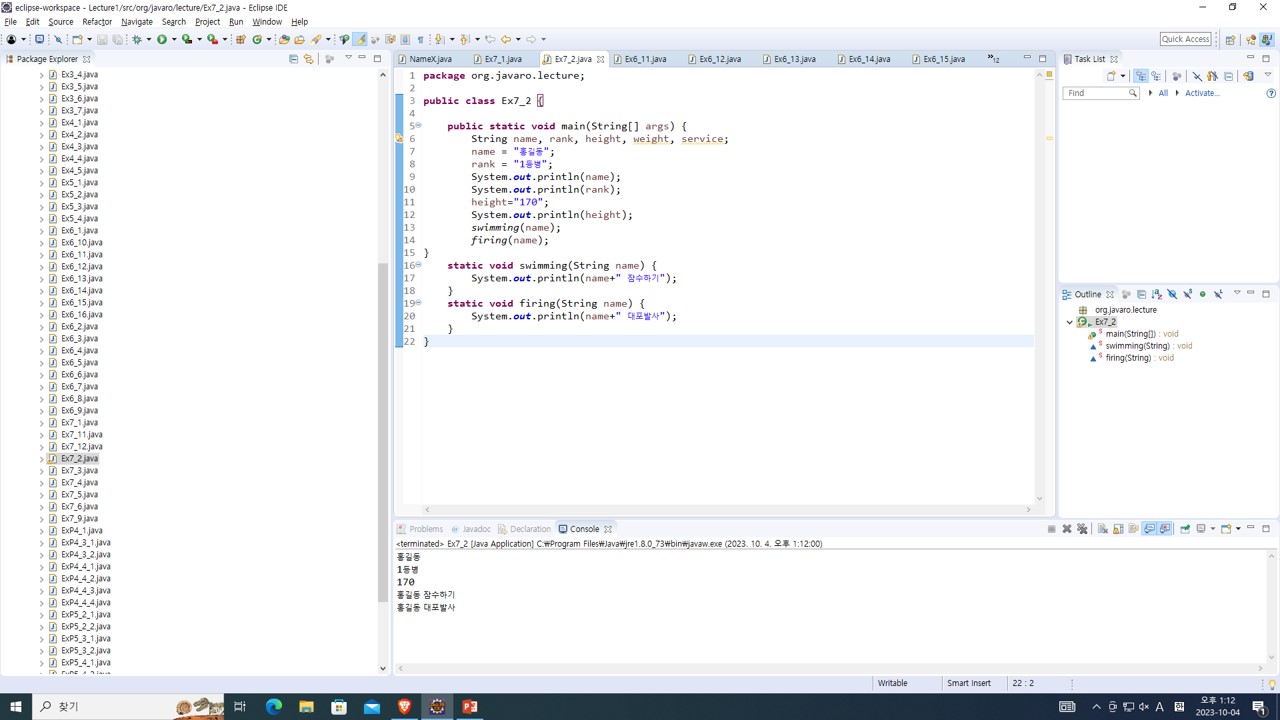 eclipse-workspace - Lecture1/src/org/javaro/lecture/Ex7_2.java - Eclipse IDE
File Edit Source Refactor Navigate Search Project Run Window Help
Quick Access
Package Explorer
Ex3_4.java
Ex3_5.java
Ex3_6.java
Ex3_7.java
Ex4_1.java
Ex4_2.java
Ex4_3.java
Ex4_4.java
Ex4_5.java
Ex5_1.java
Ex5_2.java
Ex5_3.java
Ex5_4.java
Ex6_1.java
Ex6_10.java
Ex6_11.java
Ex6_12.java
Ex6_13.java
Ex6_14.java
Ex6_15.java
Ex6_16.java
Ex6_2.java
Ex6_3.java
Ex6_4.java
Ex6_5.java
Ex6_6.java
Ex6_7.java
Ex6_8.java
Ex6_9.java
Ex7_1.java
Ex7_11.java
Ex7_12.java
Ex7_2.java
Ex7_3.java
Ex7_4.java
Ex7_5.java
Ex7_6.java
Ex7_9.java
ExP4_1.java
ExP4_3_1.java
ExP4_3_2.java
ExP4_4_1.java
ExP4_4_2.java
ExP4_4_3.java
ExP4_4_4.java
ExP5_2_1.java
ExP5_2_2.java
ExP5_3_1.java
ExP5_3_2.java
ExP5_4_1.java
NameX.java Ex7_1.java Ex7_2.java Ex6_11.java Ex6_12.java Ex6_13.java Ex6_14.java Ex6_15.java »12
1 package org.javaro.lecture;
2
3 public class Ex7_2 {
4
5 public static void main(String[] args) {
6 String name, rank, height, weight, service;
7 name = "홍길동";
8 rank = "1등병";
9 System.out.println(name);
10 System.out.println(rank);
11 height="170";
12 System.out.println(height);
13 swimming(name);
14 firing(name);
15 }
16 static void swimming(String name) {
17 System.out.println(name+" 잠수하기");
18 }
19 static void firing(String name) {
20 System.out.println(name+" 대포발사");
21 }
22 }
Task List
Find All Activate...
Outline
org.javaro.lecture
Ex7_2
main(String[]) : void
swimming(String) : void
firing(String) : void
Problems Javadoc Declaration Console
<terminated> Ex7_2 [Java Application] C:₩Program Files₩Java₩jre1.8.0_73₩bin₩javaw.exe (2023. 10. 4. 오후 1:12:00)
홍길동
1등병
170
홍길동 잠수하기
홍길동 대포발사
Writable Smart Insert 22 : 2
찾기
A 한
오후 1:12
2023-10-04
1